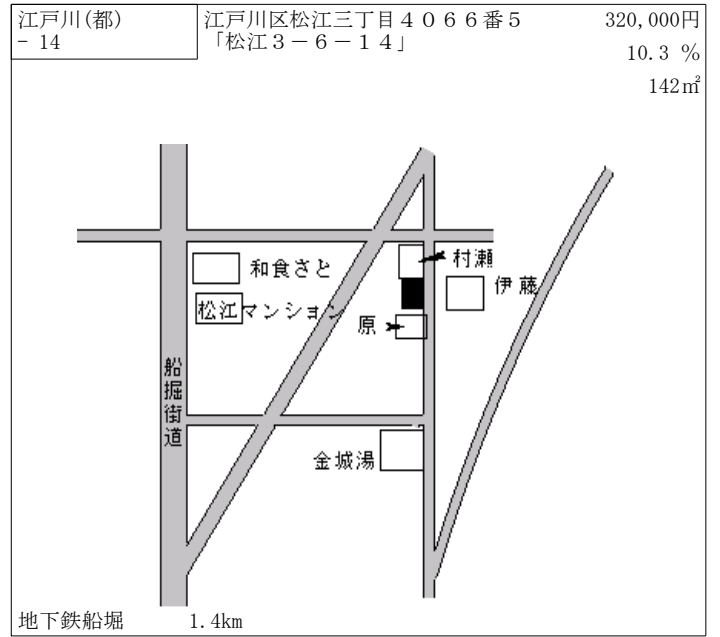 江戸川(都)
- 14
江戸川区松江三丁目４０６６番５
「松江３－６－１４」
320,000円
10.3 %
142㎡
村瀬
和食さと
伊藤
松江マンション
原
船堀街道
金城湯
地下鉄船堀
1.4km